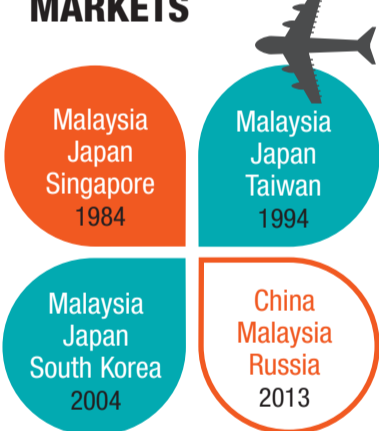 MARKETS
Malaysia
Japan
Singapore
1984
Malaysia
Japan
Taiwan
1994
Malaysia
Japan
South Korea
2004
China
Malaysia
Russia
2013